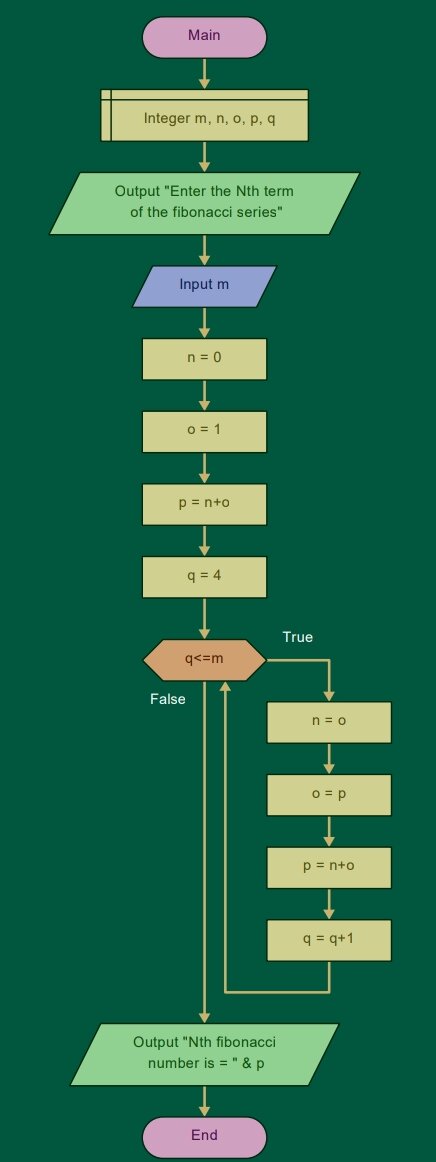 Main
Integer m, n, o, p, q
Output "Enter the Nth term
of the fibonacci series"
Input m
n = 0
o = 1
p = n+o
q = 4
q<=m
True
False
n = o
o = p
p = n+o
q = q+1
Output "Nth fibonacci
number is = " & p
End